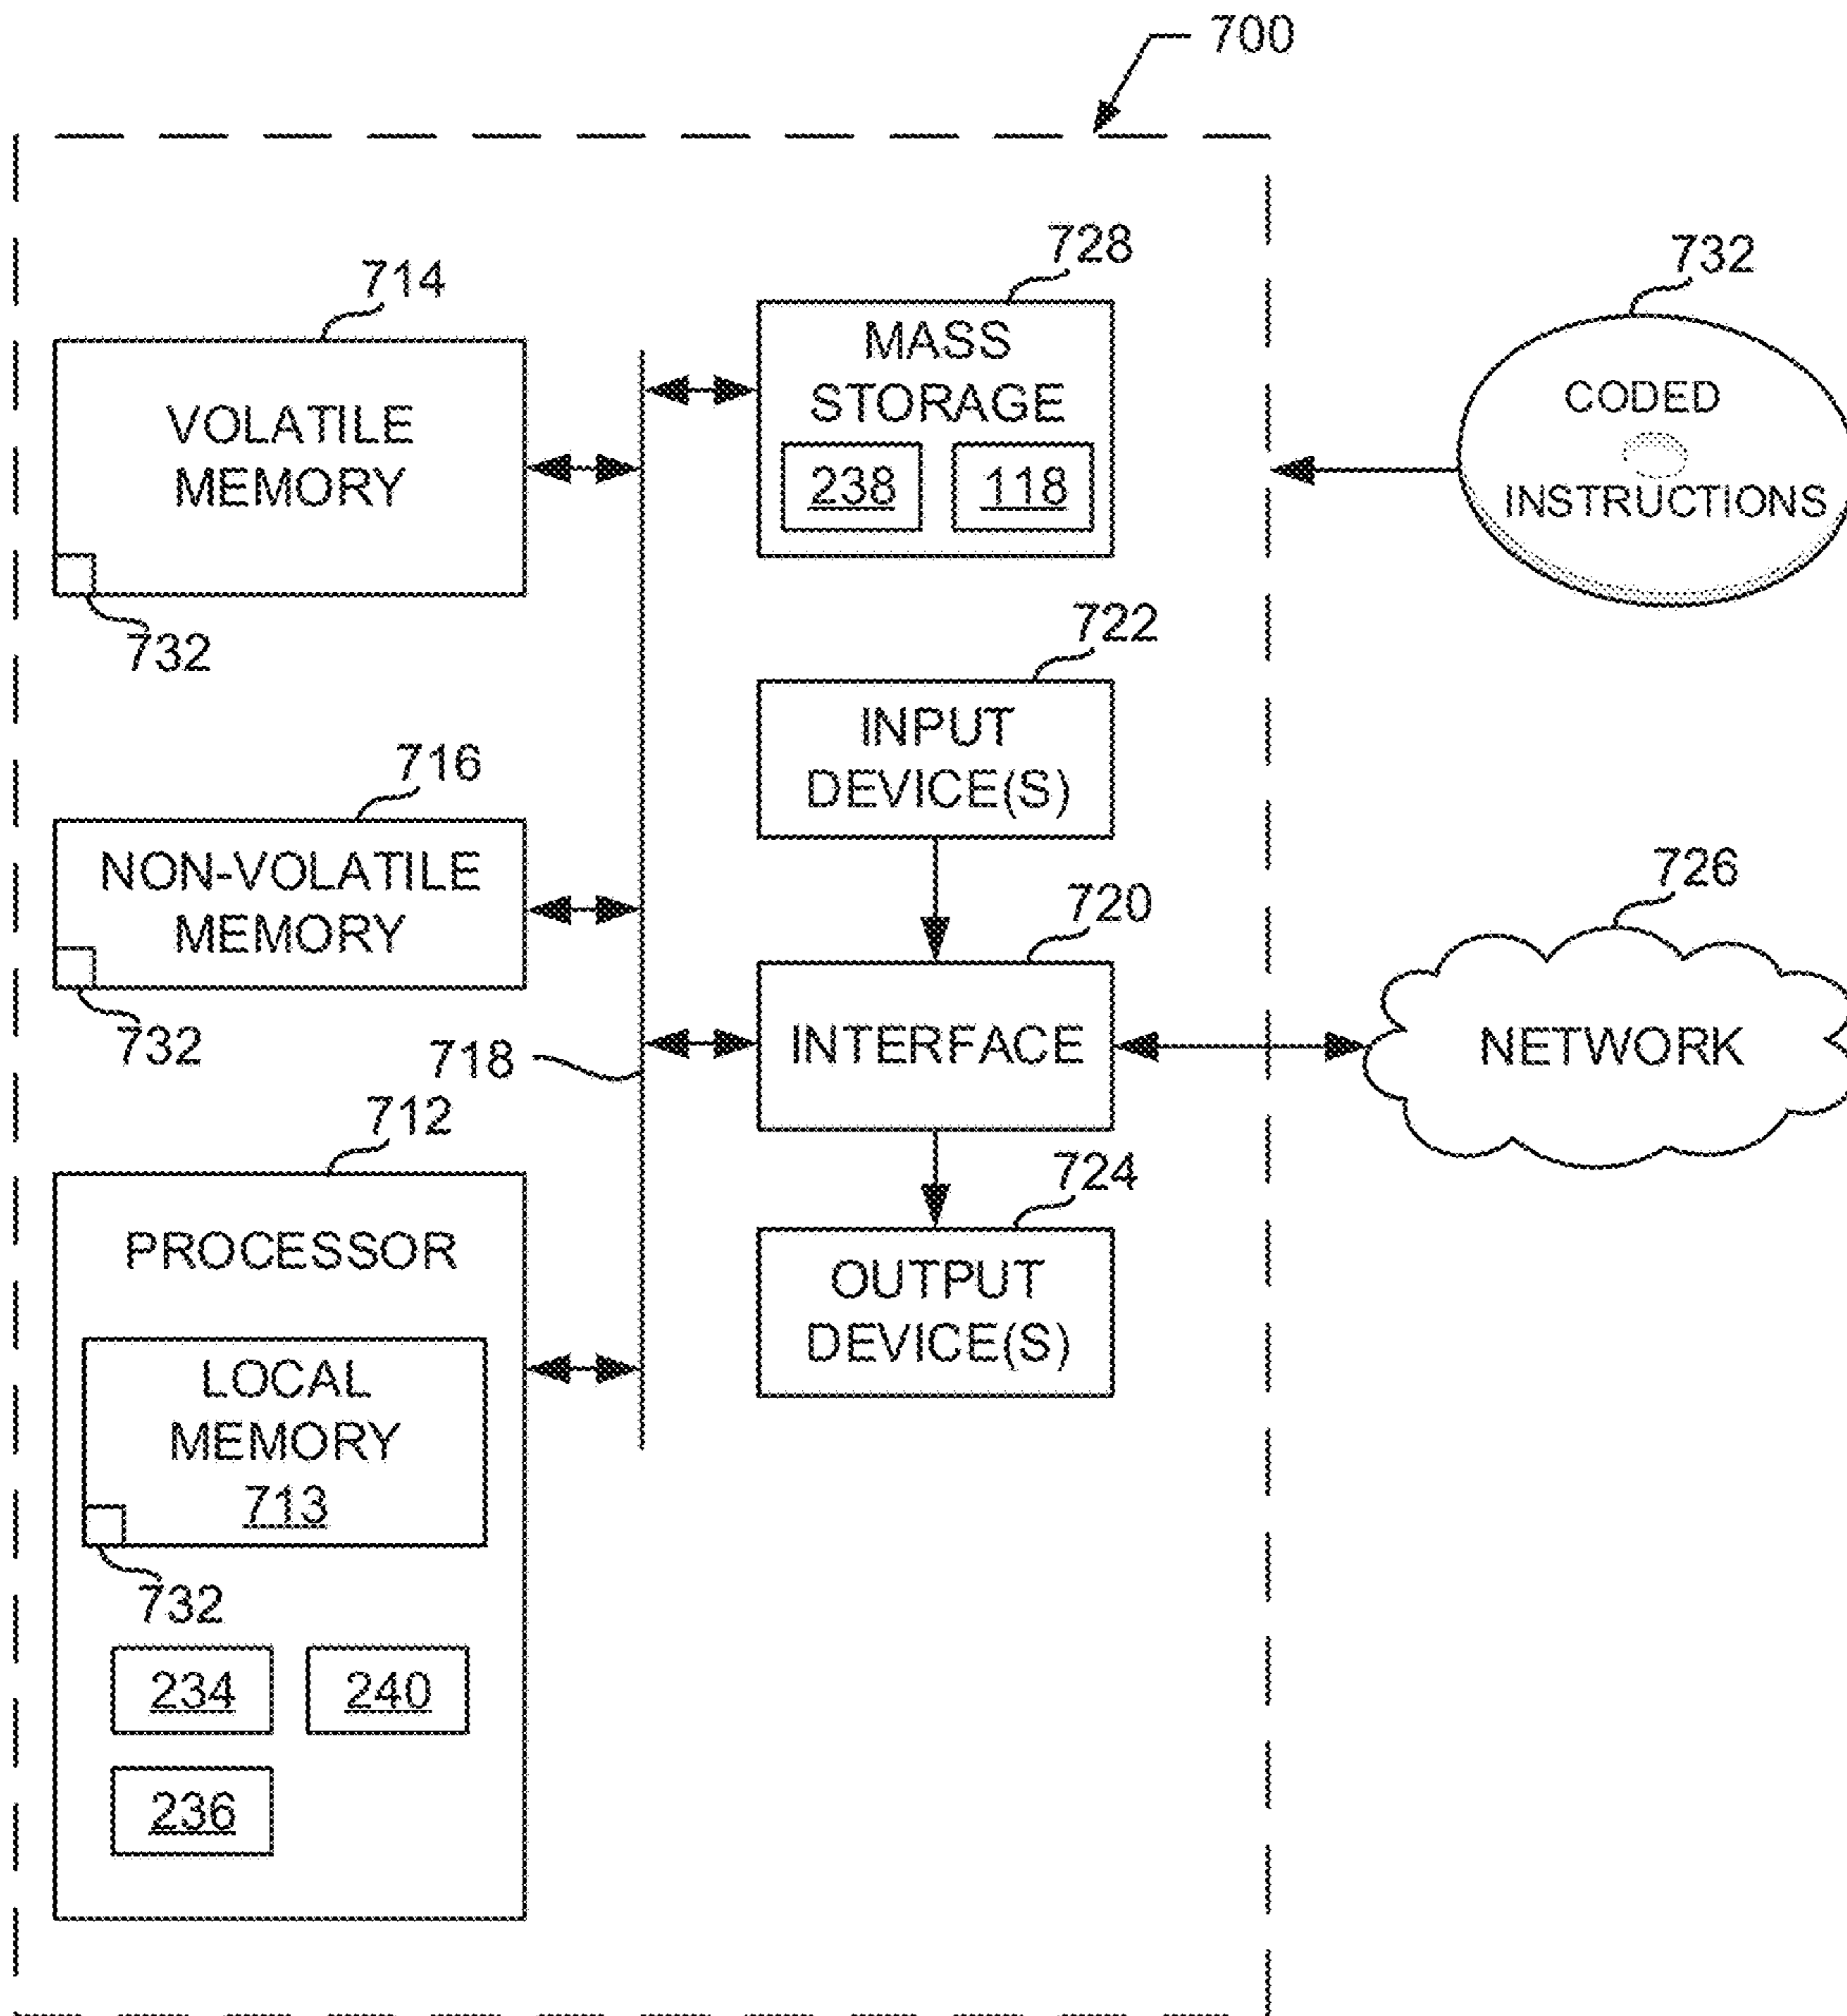 700
714
VOLATILE
MEMORY
732
728
MASS
STORAGE
238 118
732
CODED
INSTRUCTIONS
722
INPUT
DEVICE(S)
716
NON-VOLATILE
MEMORY
732
720
INTERFACE
718
726
NETWORK
712
PROCESSOR
LOCAL
MEMORY
713
732
234 240
236
724
OUTPUT
DEVICE(S)